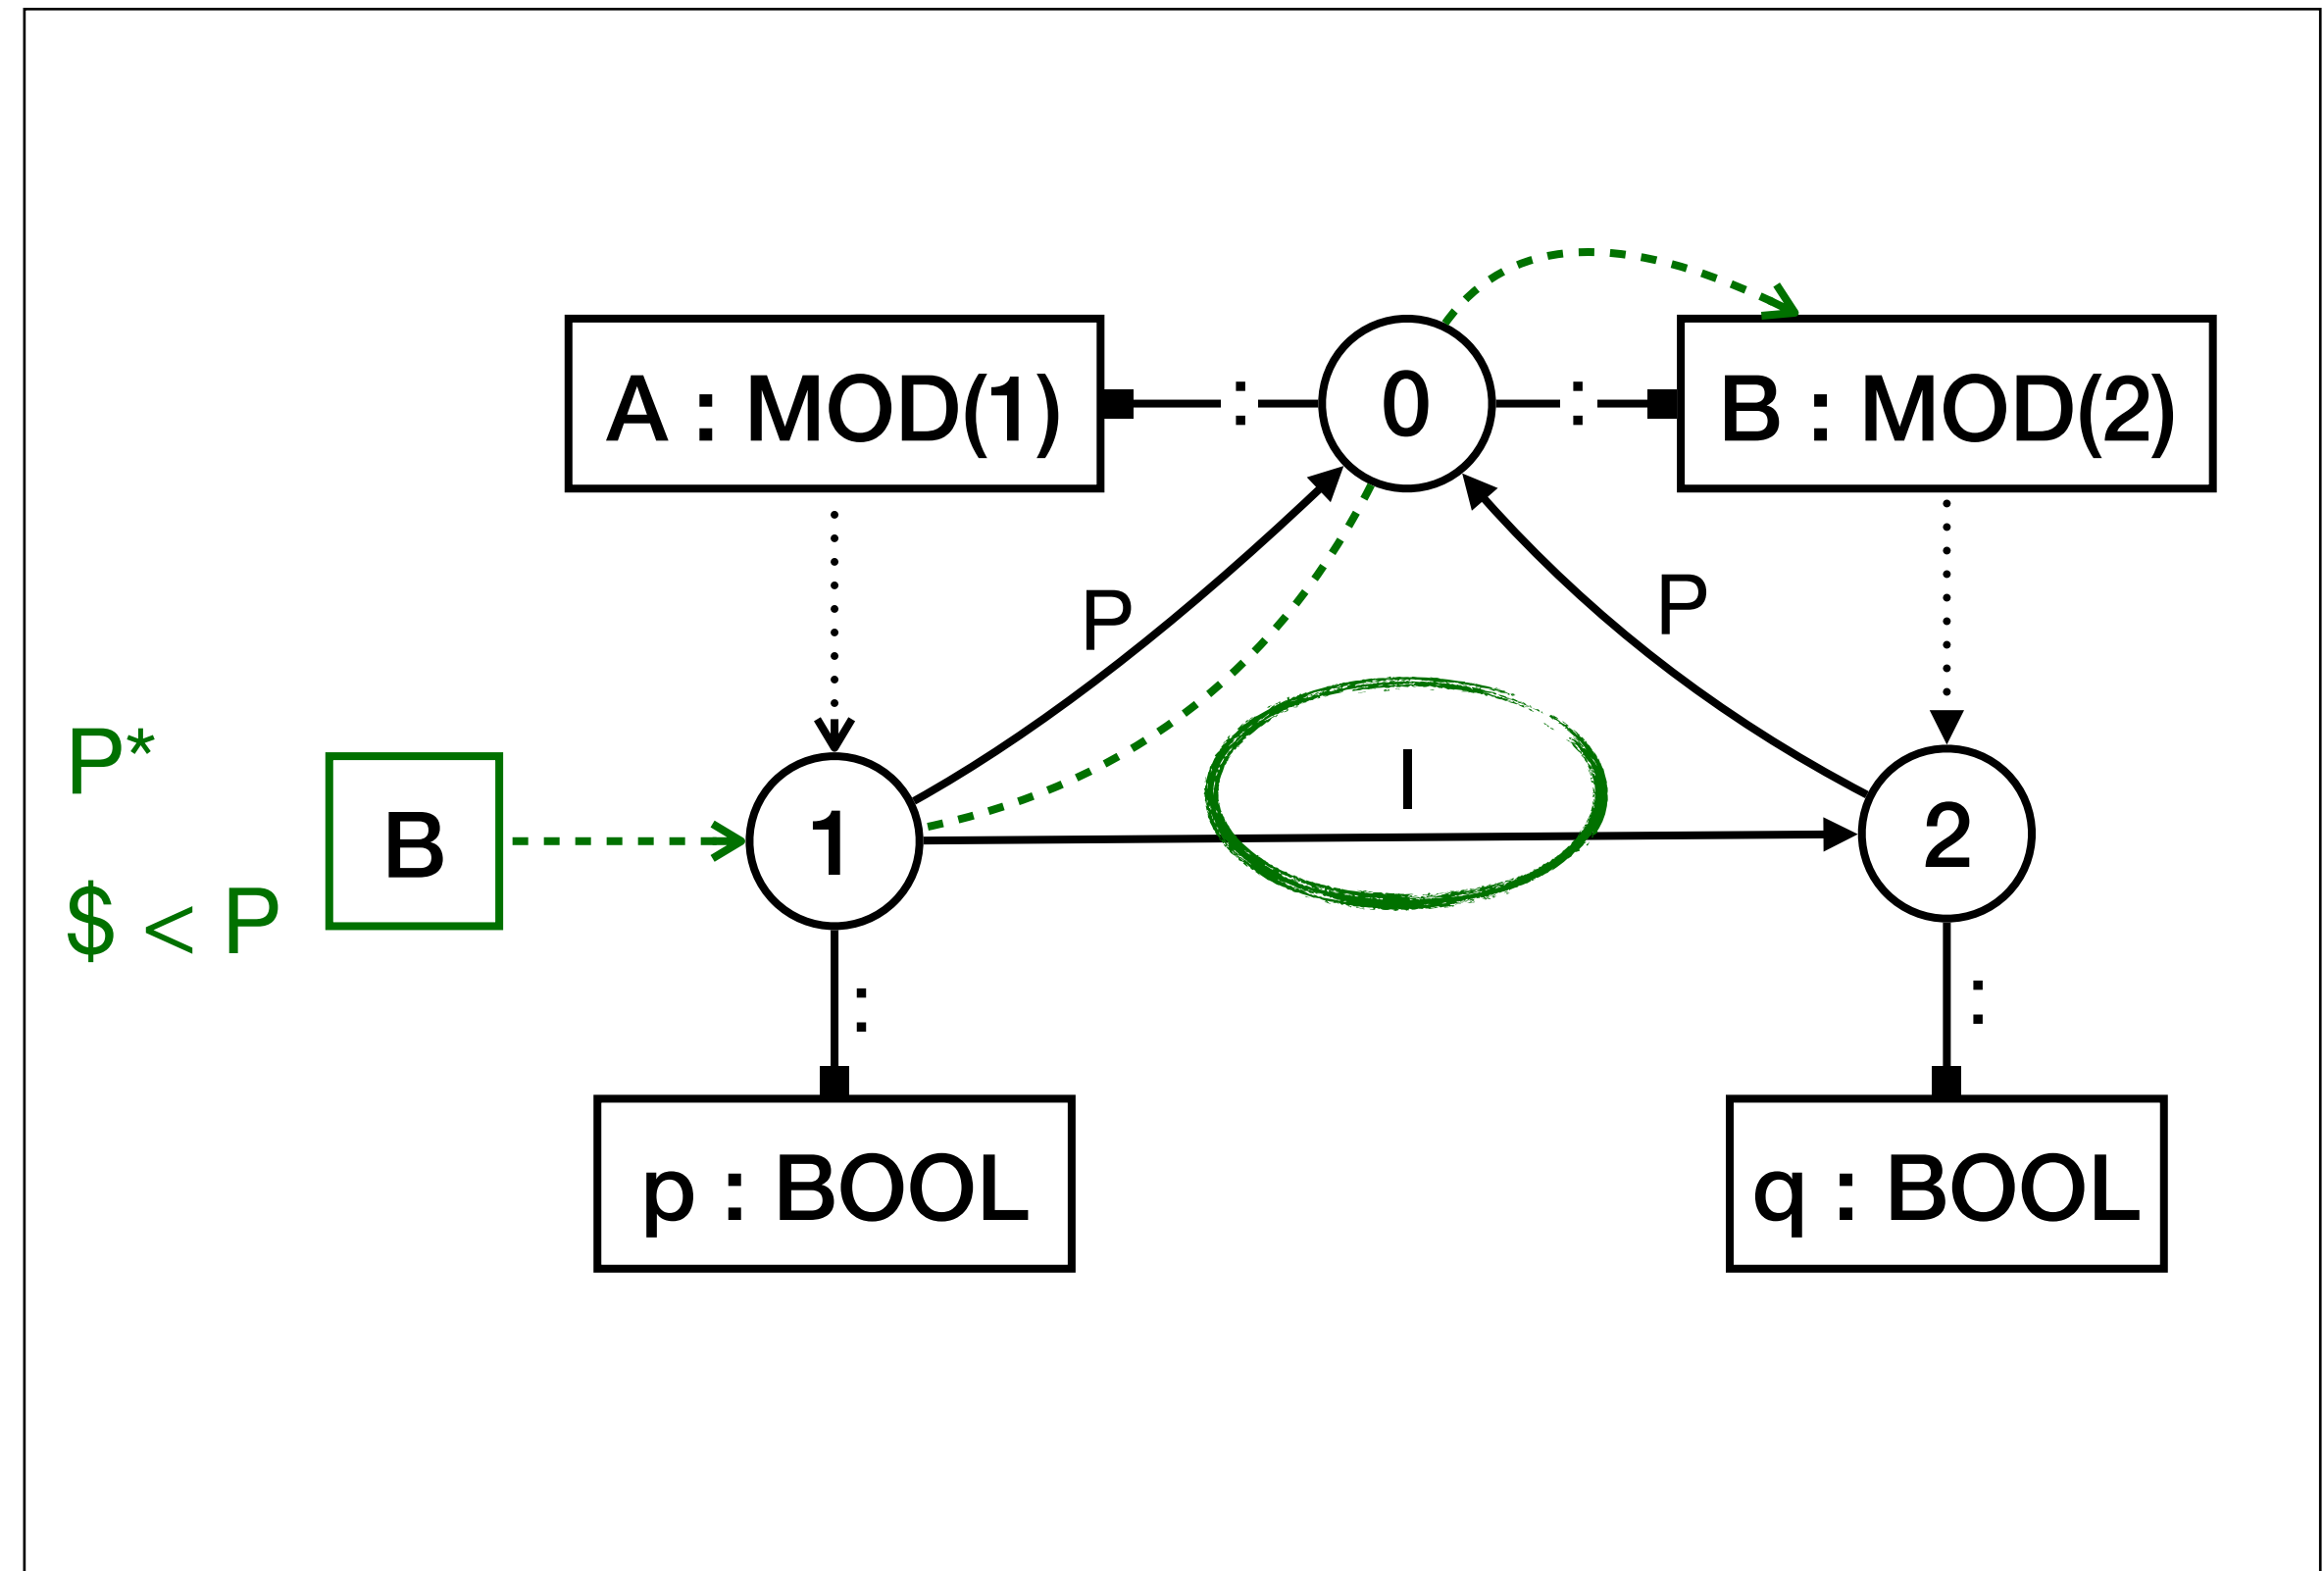 A : MOD(1)
:
0
:
B : MOD(2)
P
P
P*
$ < P
B
1
I
2
:
:
p : BOOL
q : BOOL